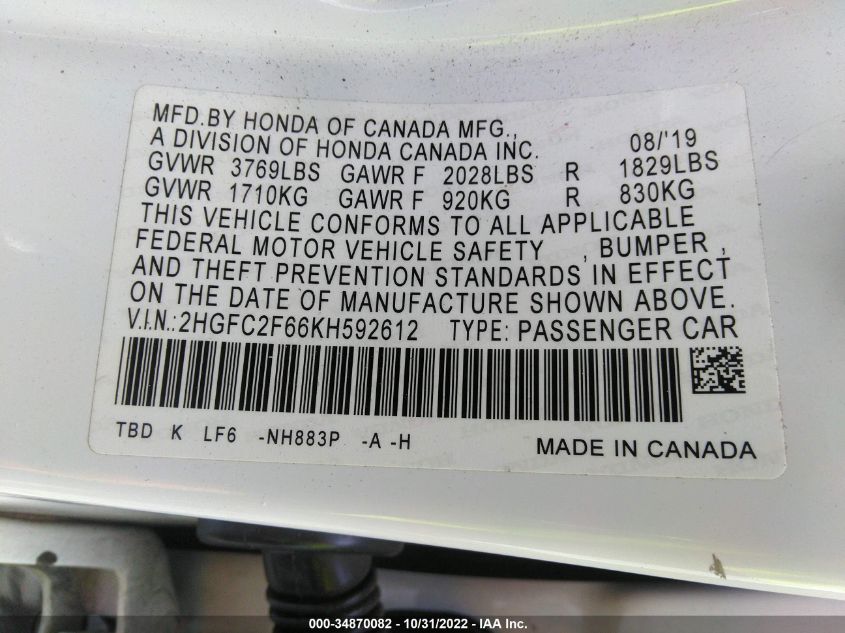 MFD.BY HONDA OF CANADA MFG.,
A DIVISION OF HONDA CANADA INC. 08/'19
GVWR 3769LBS GAWR F 2028LBS R 1829LBS
GVWR 1710KG GAWR F 920KG R 830KG
THIS VEHICLE CONFORMS TO ALL APPLICABLE
FEDERAL MOTOR VEHICLE SAFETY , BUMPER ,
AND THEFT PREVENTION STANDARDS IN EFFECT
ON THE DATE OF MANUFACTURE SHOWN ABOVE.
V.I.N.:2HGFC2F66KH592612 TYPE: PASSENGER CAR
TBD K LF6 -NH883P -A -H MADE IN CANADA
000-34870082 - 10/31/2022 - IAA Inc.